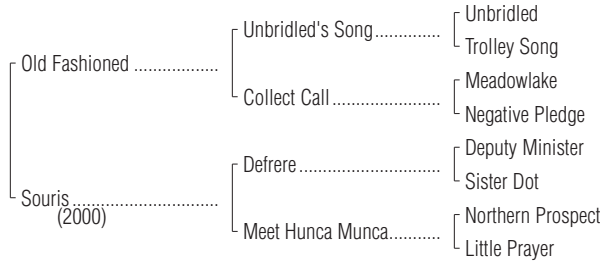 Unbridled
Unbridled's Song..............
Trolley Song
Old Fashioned ..................
Meadowlake
Collect Call.......................
Negative Pledge
Deputy Minister
Defrere..............................
Sister Dot
Souris...............................
(2000)
Northern Prospect
Meet Hunca Munca...........
Little Prayer